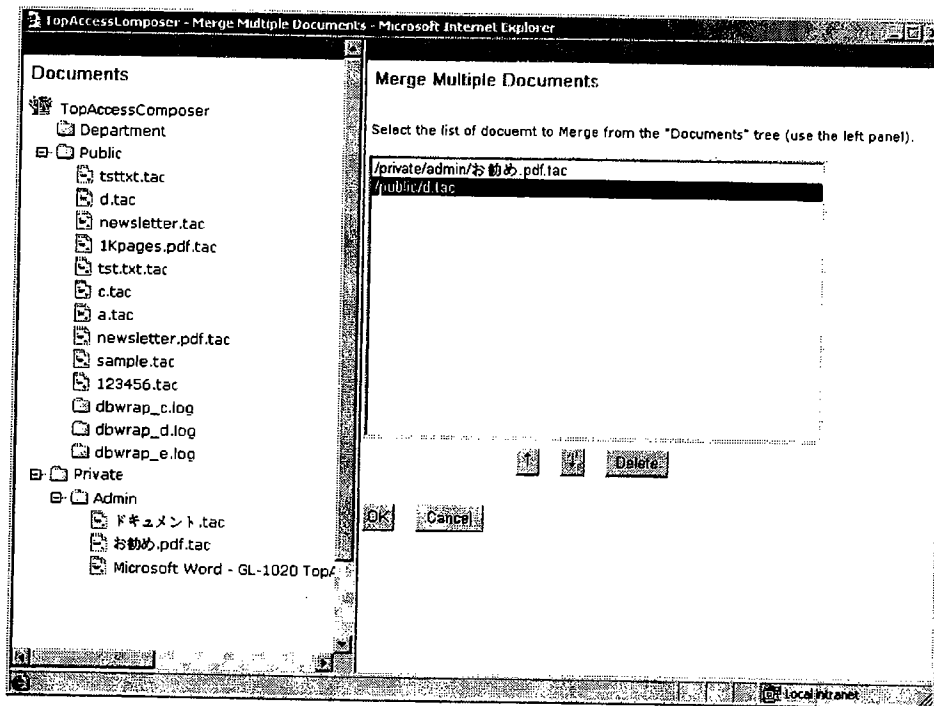 TopAccessComposer - Merge Multiple Documents - Microsoft Internet Explorer
Documents
TopAccessComposer
Department
Public
tsttxt.tac
d.tac
newsletter.tac
1Kpages.pdf.tac
tst.txt.tac
c.tac
a.tac
newsletter.pdf.tac
sample.tac
123456.tac
dbwrap_c.log
dbwrap_d.log
dbwrap_e.log
Private
Admin
ドキュメント.tac
お勧め.pdf.tac
Microsoft Word - GL-1020 TopA
Merge Multiple Documents
Select the list of docuemt to Merge from the "Documents" tree (use the left panel).
/private/admin/お勧め.pdf.tac
/public/d.tac
↑ ↓ Delete
OK Cancel
Local intranet